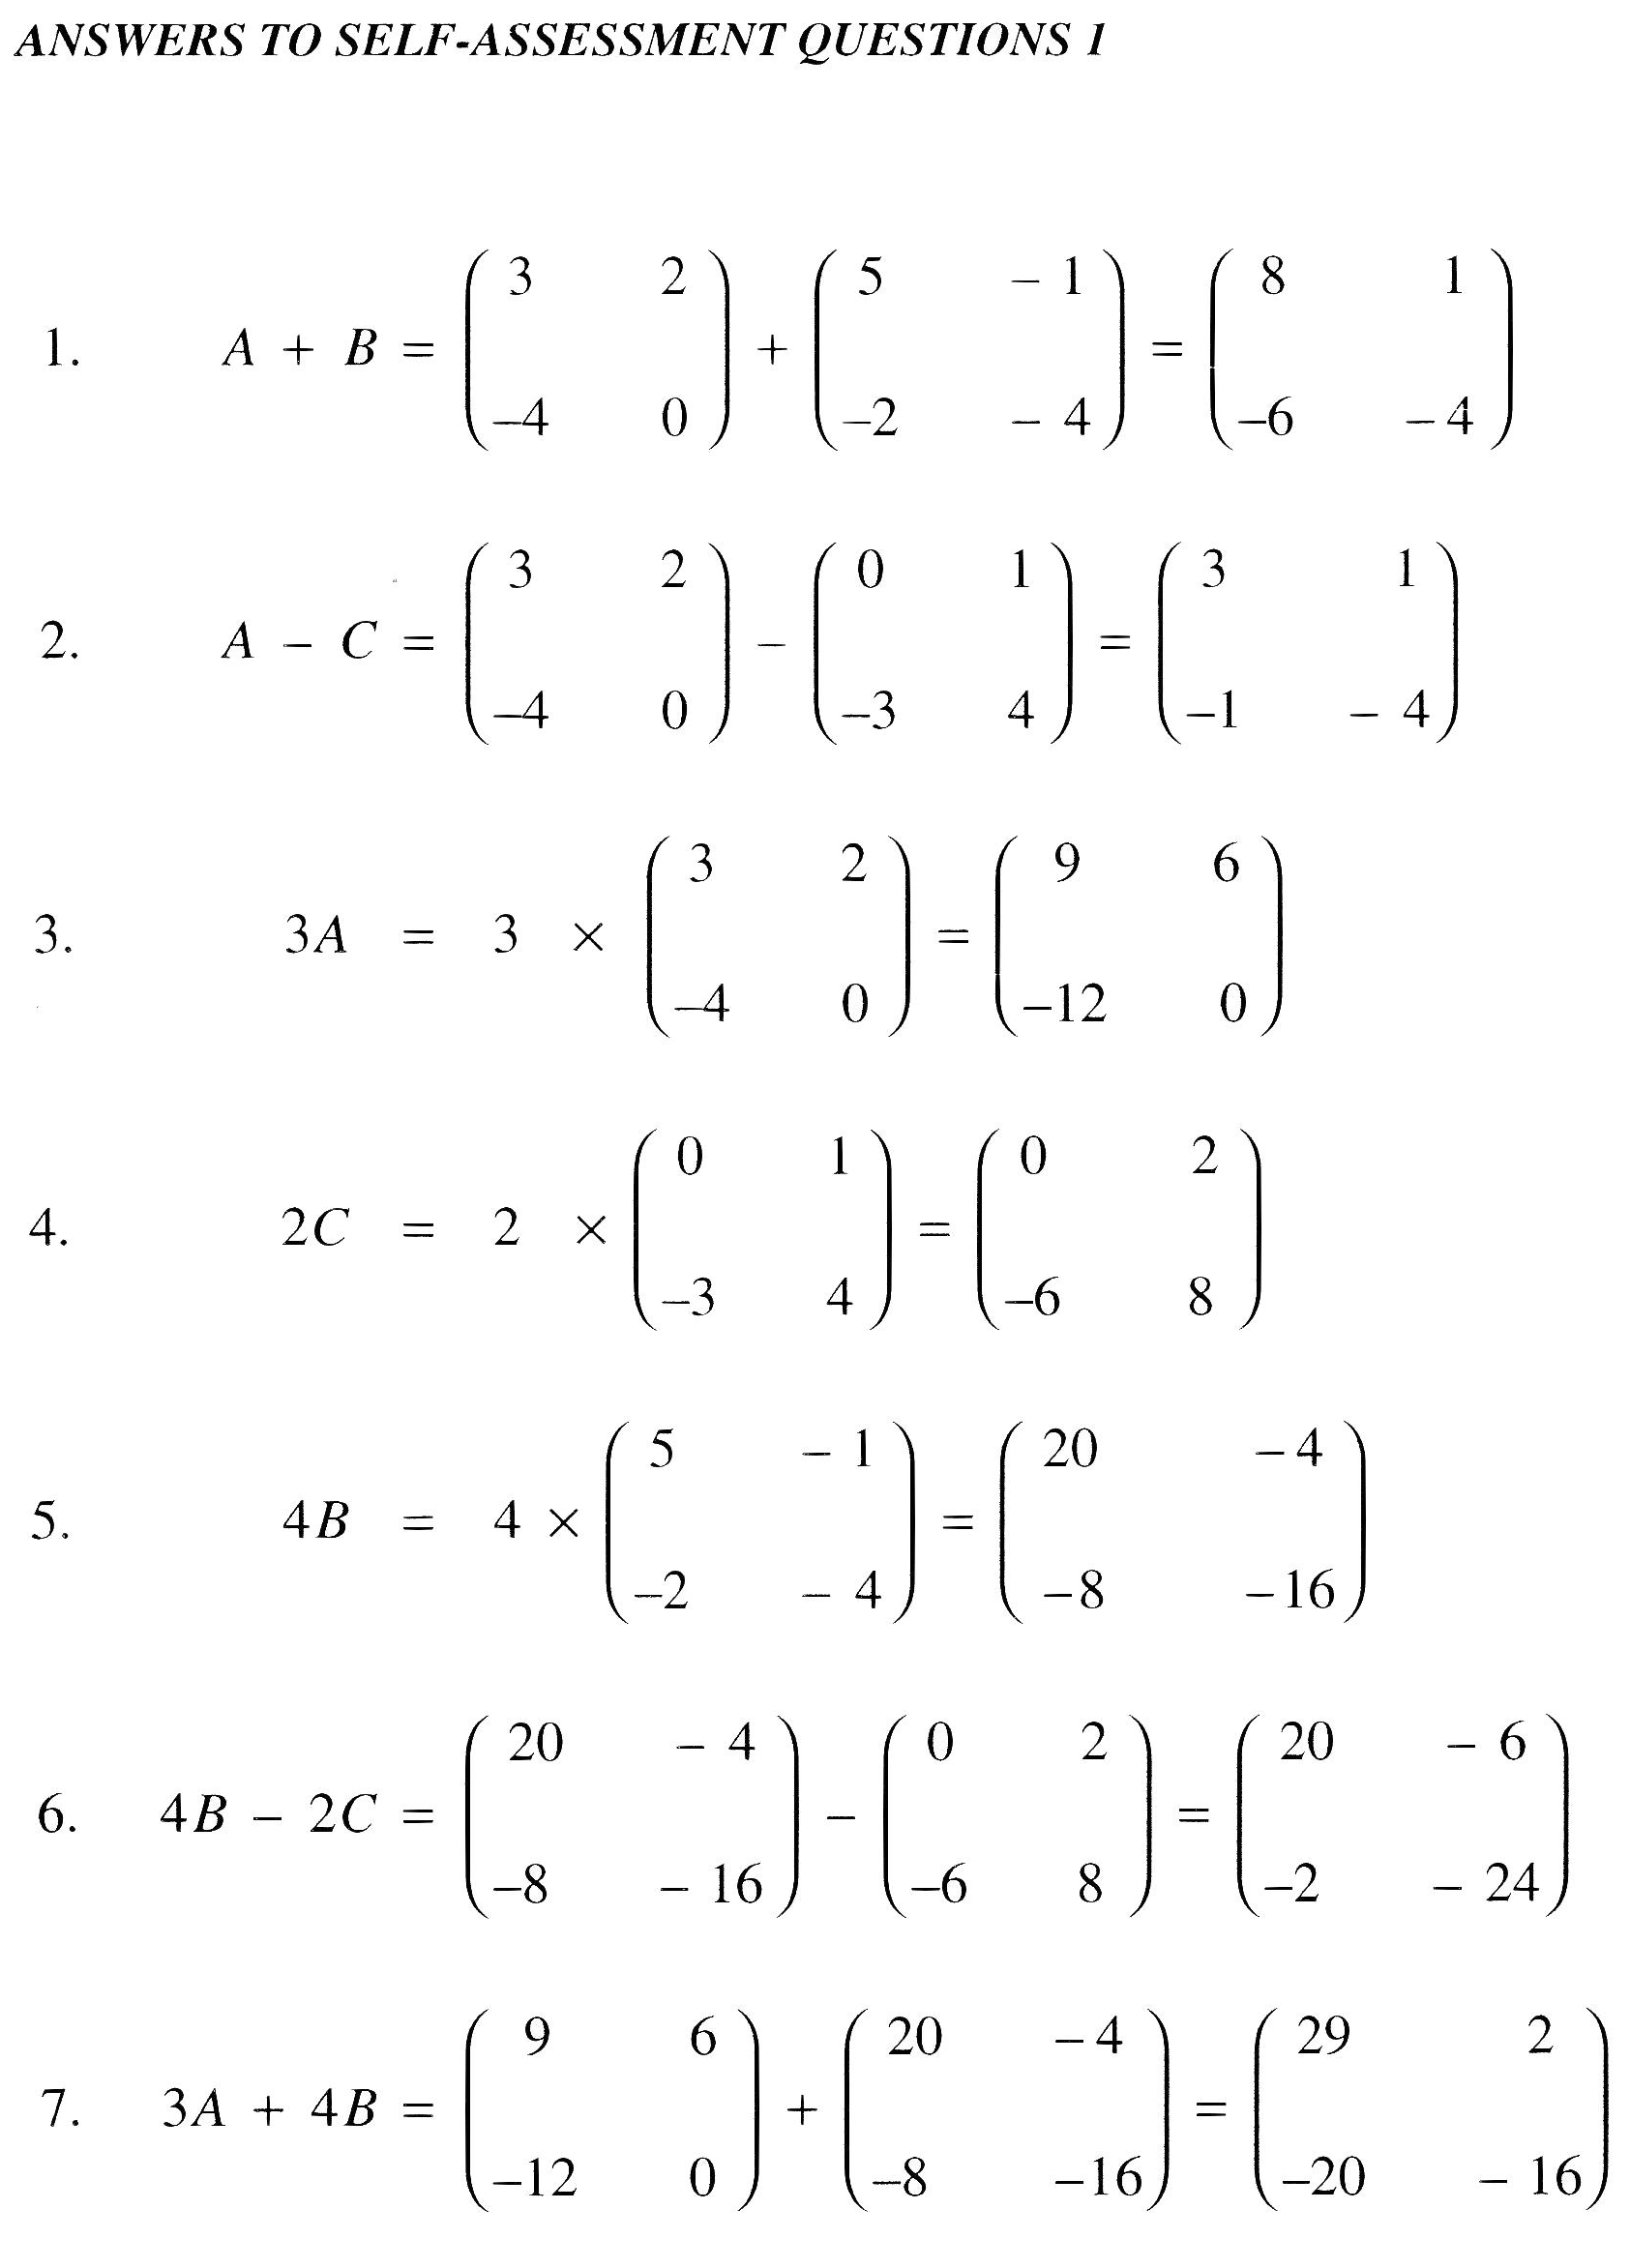 ANSWERS TO SELF-ASSESSMENT QUESTIONS 1
3 2 5 – 1 8 1
1. A + B = + =
–4 0 –2 – 4 –6 – 4
3 2 0 1 3 1
2. A – C = – =
–4 0 –3 4 –1 – 4
3 2 9 6
3. 3A = 3 × =
–4 0 –12 0
0 1 0 2
4. 2C = 2 × =
–3 4 –6 8
5 – 1 20 – 4
5. 4B = 4 × =
–2 – 4 –8 –16
20 – 4 0 2 20 – 6
6. 4B – 2C = – =
–8 – 16 –6 8 –2 – 24
9 6 20 – 4 29 2
7. 3A + 4B = + =
–12 0 –8 –16 –20 – 16